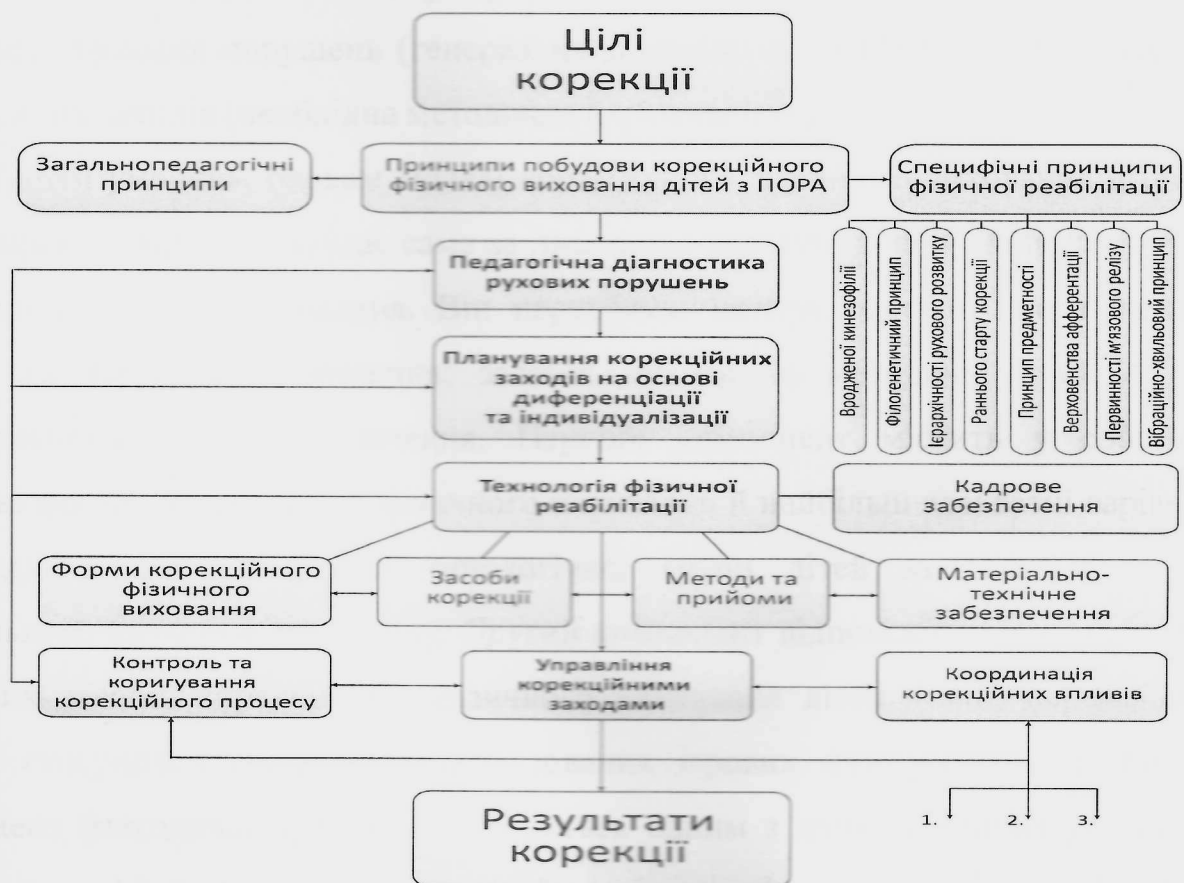 Цілі
корекції
Загальнопедагогічні
принципи
Принципи побудови корекційного
фізичного виховання дітей з ПОРА
Специфічні принципи
фізичної реабілітації
Вродженої кинезофілії
Філогенетичний принцип
Ієрархічності рухового розвитку
Раннього старту корекції
Принцип предметності
Верховенства афферентації
Первинності м'язового релізу
Вібраційно-хвильовий принцип
Педагогічна діагностика
рухових порушень
Планування корекційних
заходів на основі
диференціації
та індивідуалізації
Технологія фізичної
реабілітації
Кадрове
забезпечення
Форми корекційного
фізичного
виховання
Засоби
корекції
Методи та
прийоми
Матеріально-
технічне
забезпечення
Контроль та
коригування
корекційного процесу
Управління
корекційними
заходами
Координація
корекційних впливів
1. 2. 3.
Результати
корекції